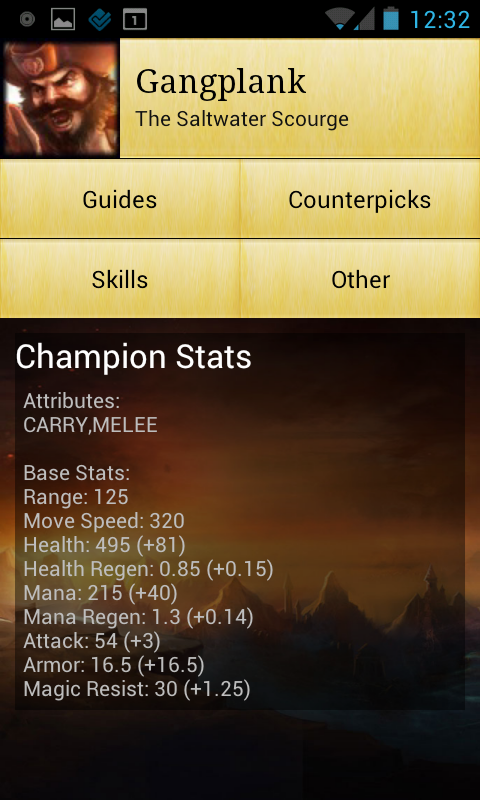 1
12:32
Gangplank
The Saltwater Scourge
Guides
Counterpicks
Skills
Other
Champion Stats
Attributes:
CARRY,MELEE
Base Stats:
Range: 125
Move Speed: 320
Health: 495 (+81)
Health Regen: 0.85 (+0.15)
Mana: 215 (+40)
Mana Regen: 1.3 (+0.14)
Attack: 54 (+3)
Armor: 16.5 (+16.5)
Magic Resist: 30 (+1.25)